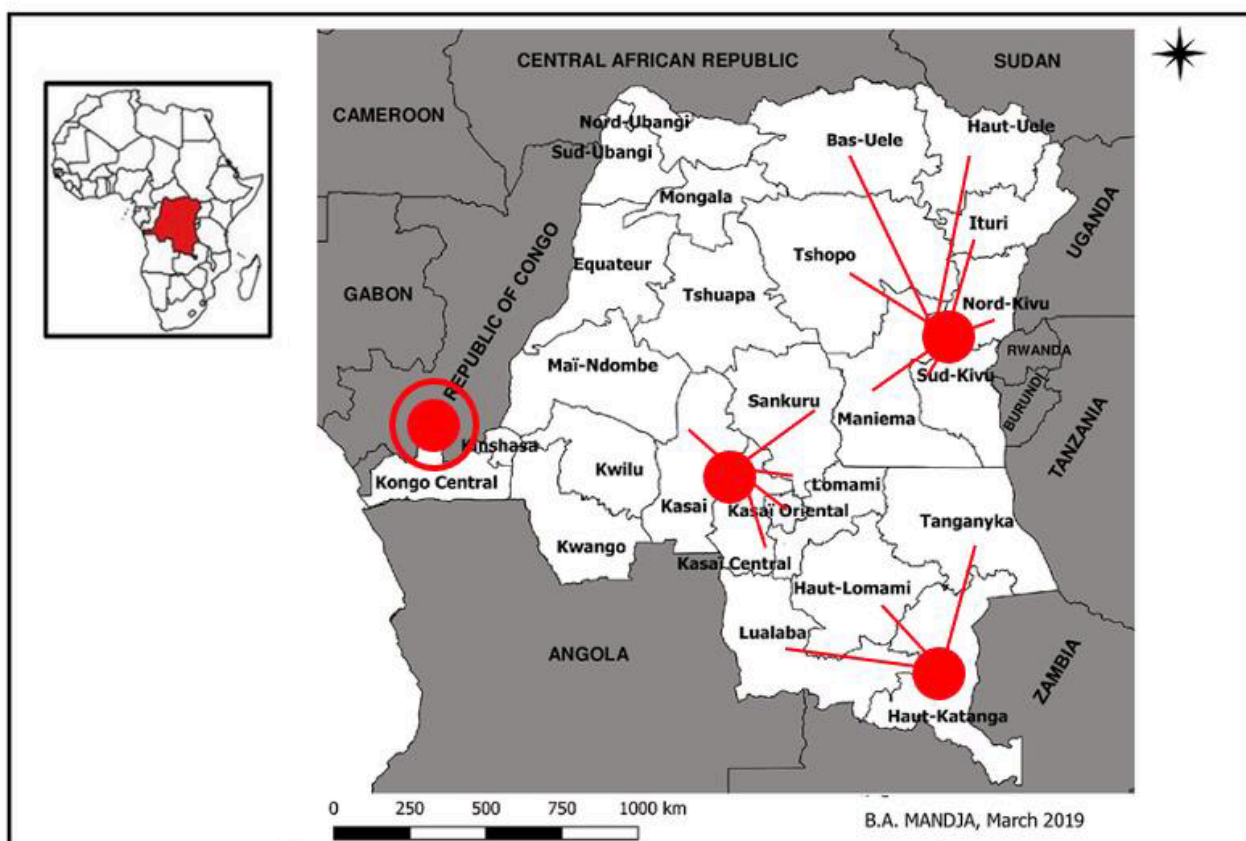 CENTRAL AFRICAN REPUBLIC
SUDAN
CAMEROON
Nord-Ubangi
Sud-Ubangi
Bas-Uele
Haut-Uele
Mongala
UGANDA
Ituri
Equateur
Tshopo
Tshuapa
GABON
REPUBLIC OF CONGO
Nord-Kivu
RWANDA
Maï-Ndombe
Sud-Kivu
BURUNDI
Sankuru
Maniema
TANZANIA
Kinshasa
Kongo Central
Kwilu
Kasai
Lomami
Kasaï Oriental
Tanganyka
Kwango
Kasaï Central
Haut-Lomami
Lualaba
ANGOLA
ZAMBIA
Haut-Katanga
0 250 500 750 1000 km
B.A. MANDJA, March 2019